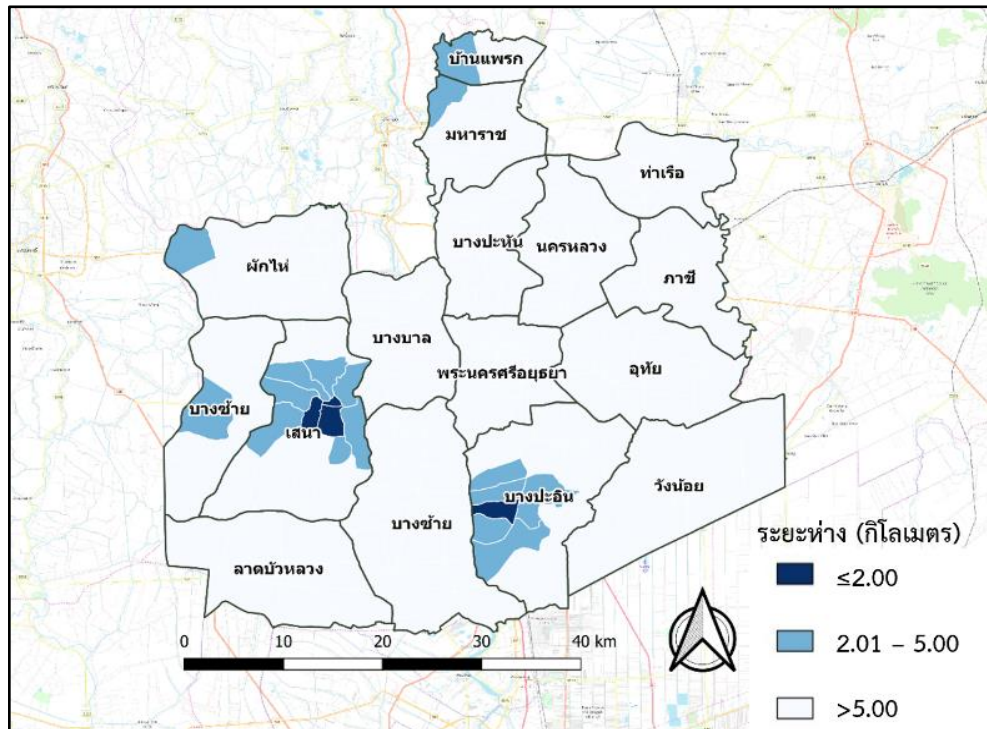 บ้านแพรก
มหาราช
ท่าเรือ
บางปะหัน
นครหลวง
ผักไห่
ภาชี
บางบาล
พระนครศรีอยุธยา
อุทัย
บางซ้าย
เสนา
บางปะอิน
วังน้อย
บางซ้าย
ลาดบัวหลวง
ระยะห่าง (กิโลเมตร)
≤2.00
2.01 – 5.00
>5.00
0 10 20 30 40 km